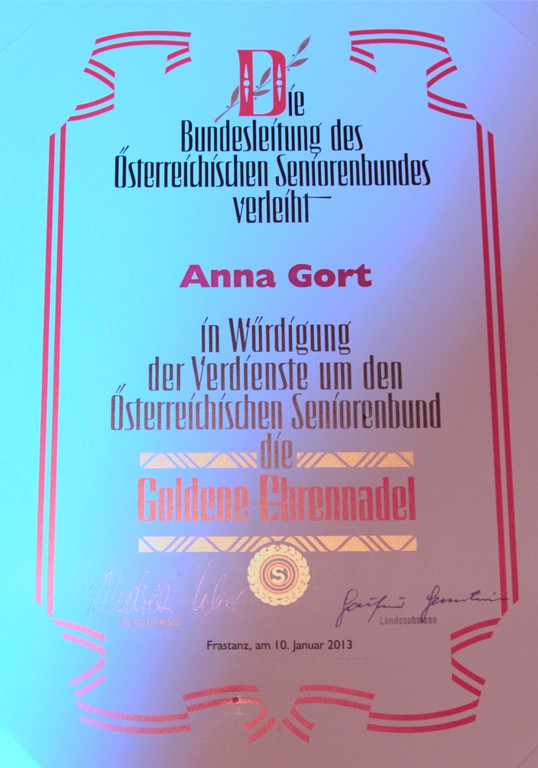 Die
Bundesleitung des
Österreichischen Seniorenbundes
verleiht
Anna Gort
in Würdigung
der Verdienste um den
Österreichischen Seniorenbund
die
Goldene Ehrennadel
S
Landesobmann
Frastanz, am 10. Januar 2013